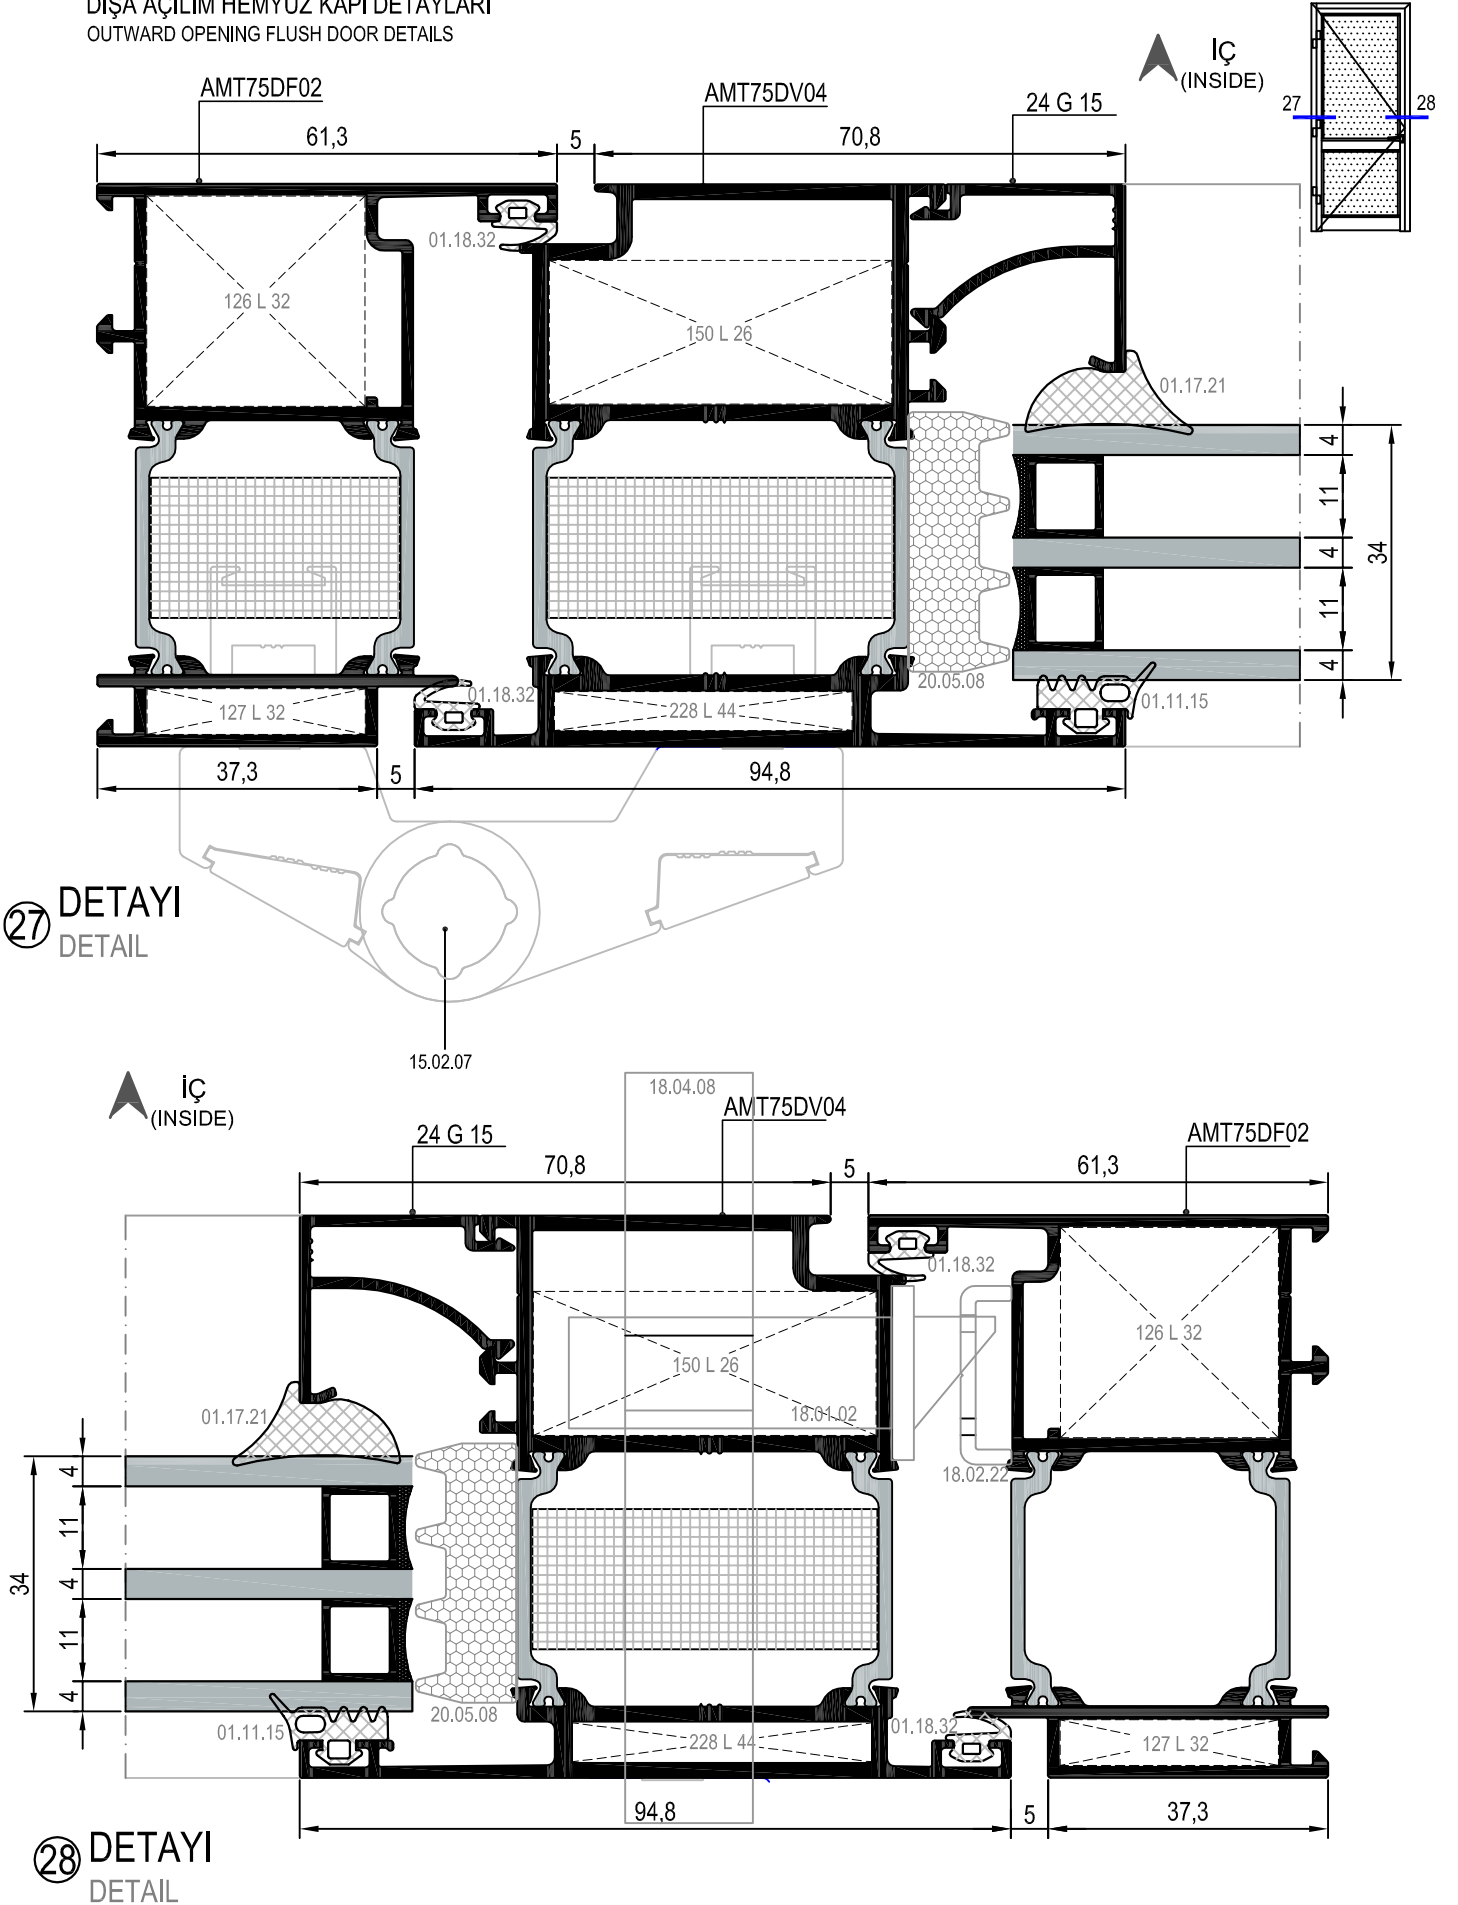 DIŞA AÇILIM HEMYÜZ KAPI DETAYLARI
OUTWARD OPENING FLUSH DOOR DETAILS
İÇ
(INSIDE)
27
28
AMT75DF02
AMT75DV04
24 G 15
61,3
5
70,8
01.18.32
126 L 32
150 L 26
01.17.21
4
11
4
11
4
34
20.05.08
01.18.32
01.11.15
127 L 32
228 L 44
37,3
5
94,8
27
DETAYI
DETAIL
15.02.07
İÇ
(INSIDE)
18.04.08
AMT75DV04
24 G 15
AMT75DF02
70,8
5
61,3
01.18.32
126 L 32
150 L 26
01.17.21
18.01.02
18.02.22
4
11
4
11
4
34
20.05.08
01.11.15
01.18.32
228 L 44
127 L 32
94,8
5
37,3
28
DETAYI
DETAIL